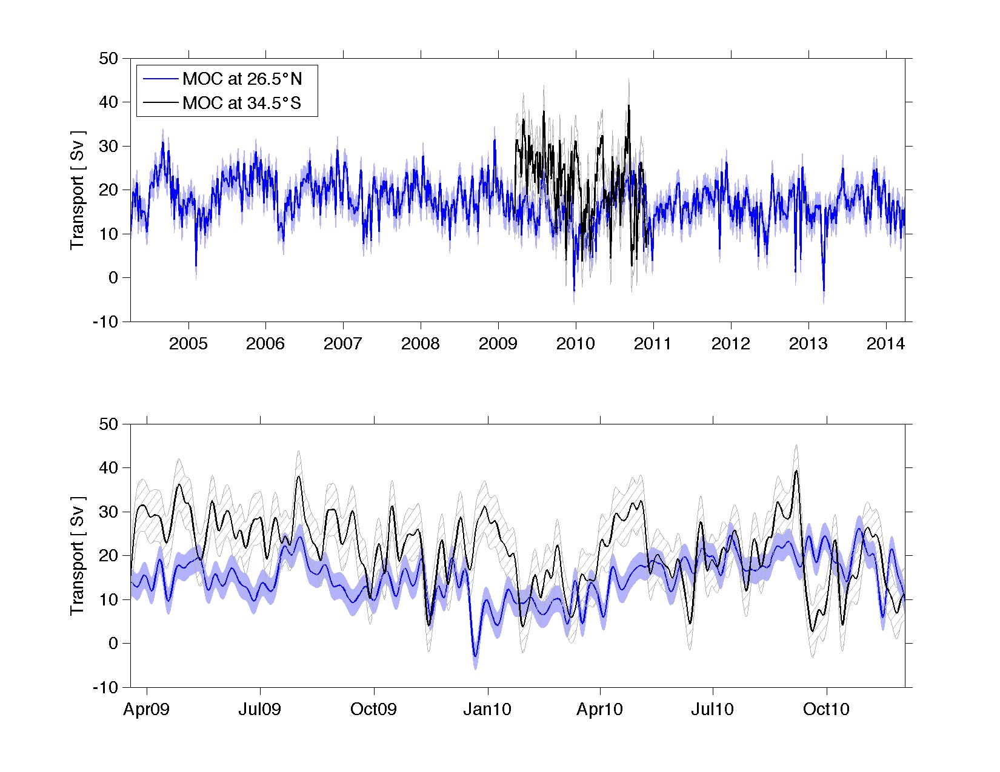 50
40
30
20
10
0
-10
Transport [ Sv ]
MOC at 26.5°N
MOC at 34.5°S
2005 2006 2007 2008 2009 2010 2011 2012 2013 2014
50
40
30
20
10
0
-10
Transport [ Sv ]
Apr09 Jul09 Oct09 Jan10 Apr10 Jul10 Oct10